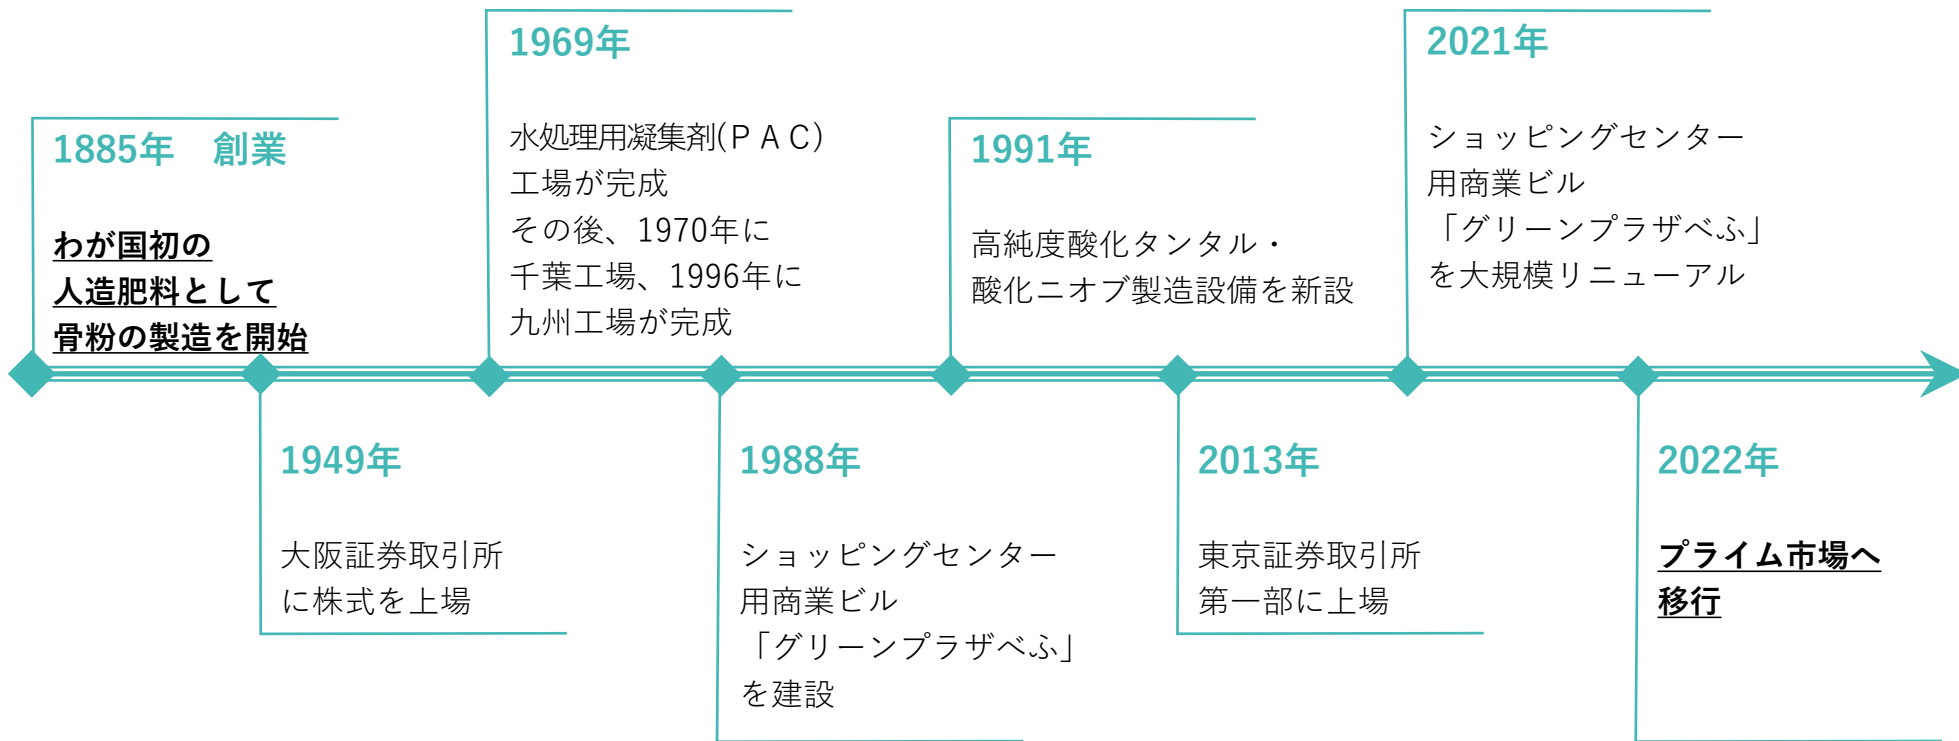 1885年　創業
わが国初の
人造肥料として
骨粉の製造を開始
1949年
大阪証券取引所
に株式を上場
1969年
水処理用凝集剤(ＰＡＣ)
工場が完成
その後、1970年に
千葉工場、1996年に
九州工場が完成
1988年
ショッピングセンター
用商業ビル
「グリーンプラザべふ」
を建設
1991年
高純度酸化タンタル・
酸化ニオブ製造設備を新設
2013年
東京証券取引所
第一部に上場
2021年
ショッピングセンター
用商業ビル
「グリーンプラザべふ」
を大規模リニューアル
2022年
プライム市場へ
移行